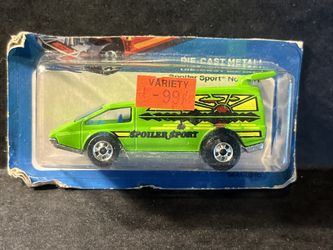 DIE-CAST METAL!
Spoiler Sport No
VARIETY
.99¢
SPOILER SPORT